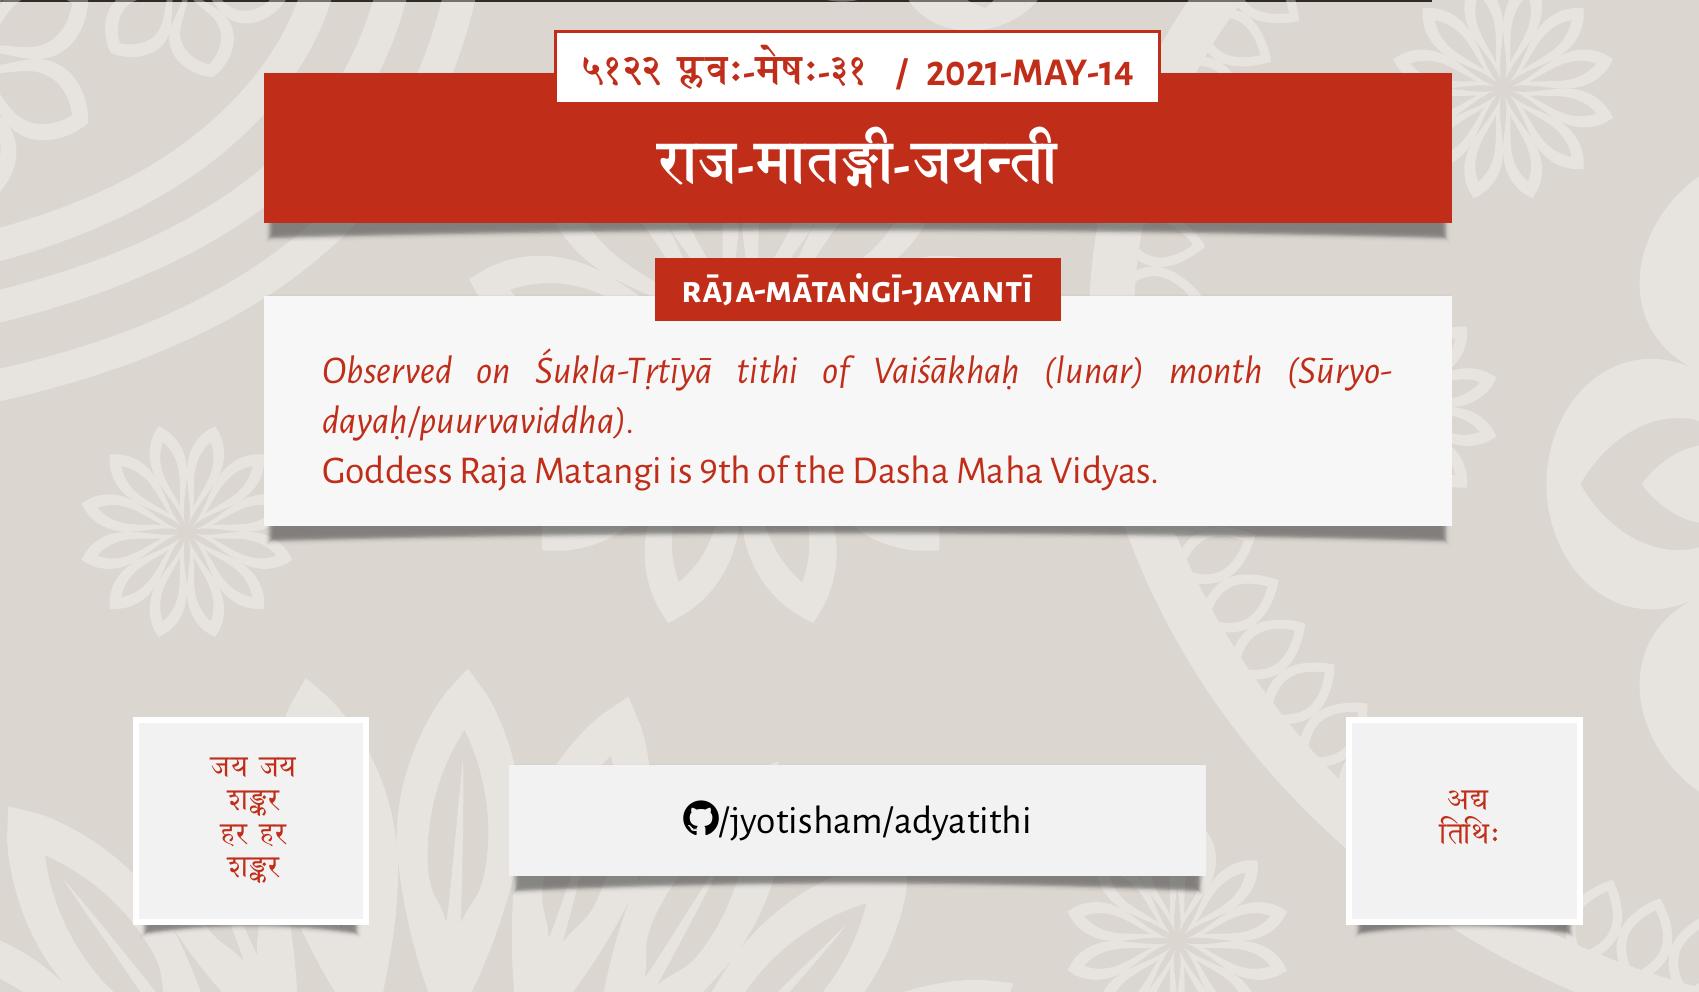 ५१२२ प्लवः-मेषः-३१ / 2021-MAY-14
राज-मातङ्गी-जयन्ती
RĀJA-MĀTAṄGĪ-JAYANTĪ
Observed on Śukla-Tṛtīyā tithi of Vaiśākhaḥ (lunar) month (Sūryo-
dayaḥ/puurvaviddha).
Goddess Raja Matangi is 9th of the Dasha Maha Vidyas.
जय जय
शङ्कर
हर हर
शङ्कर
/jyotisham/adyatithi
अद्य
तिथिः